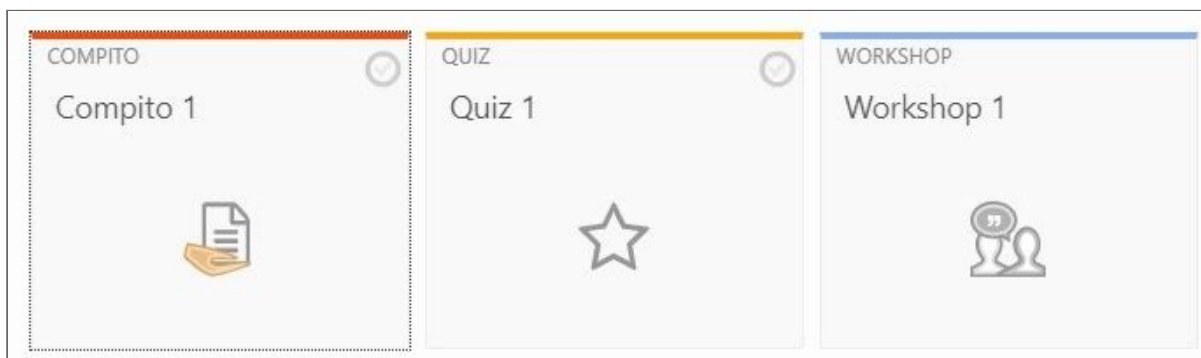 COMPITO
Compito 1
QUIZ
Quiz 1
WORKSHOP
Workshop 1